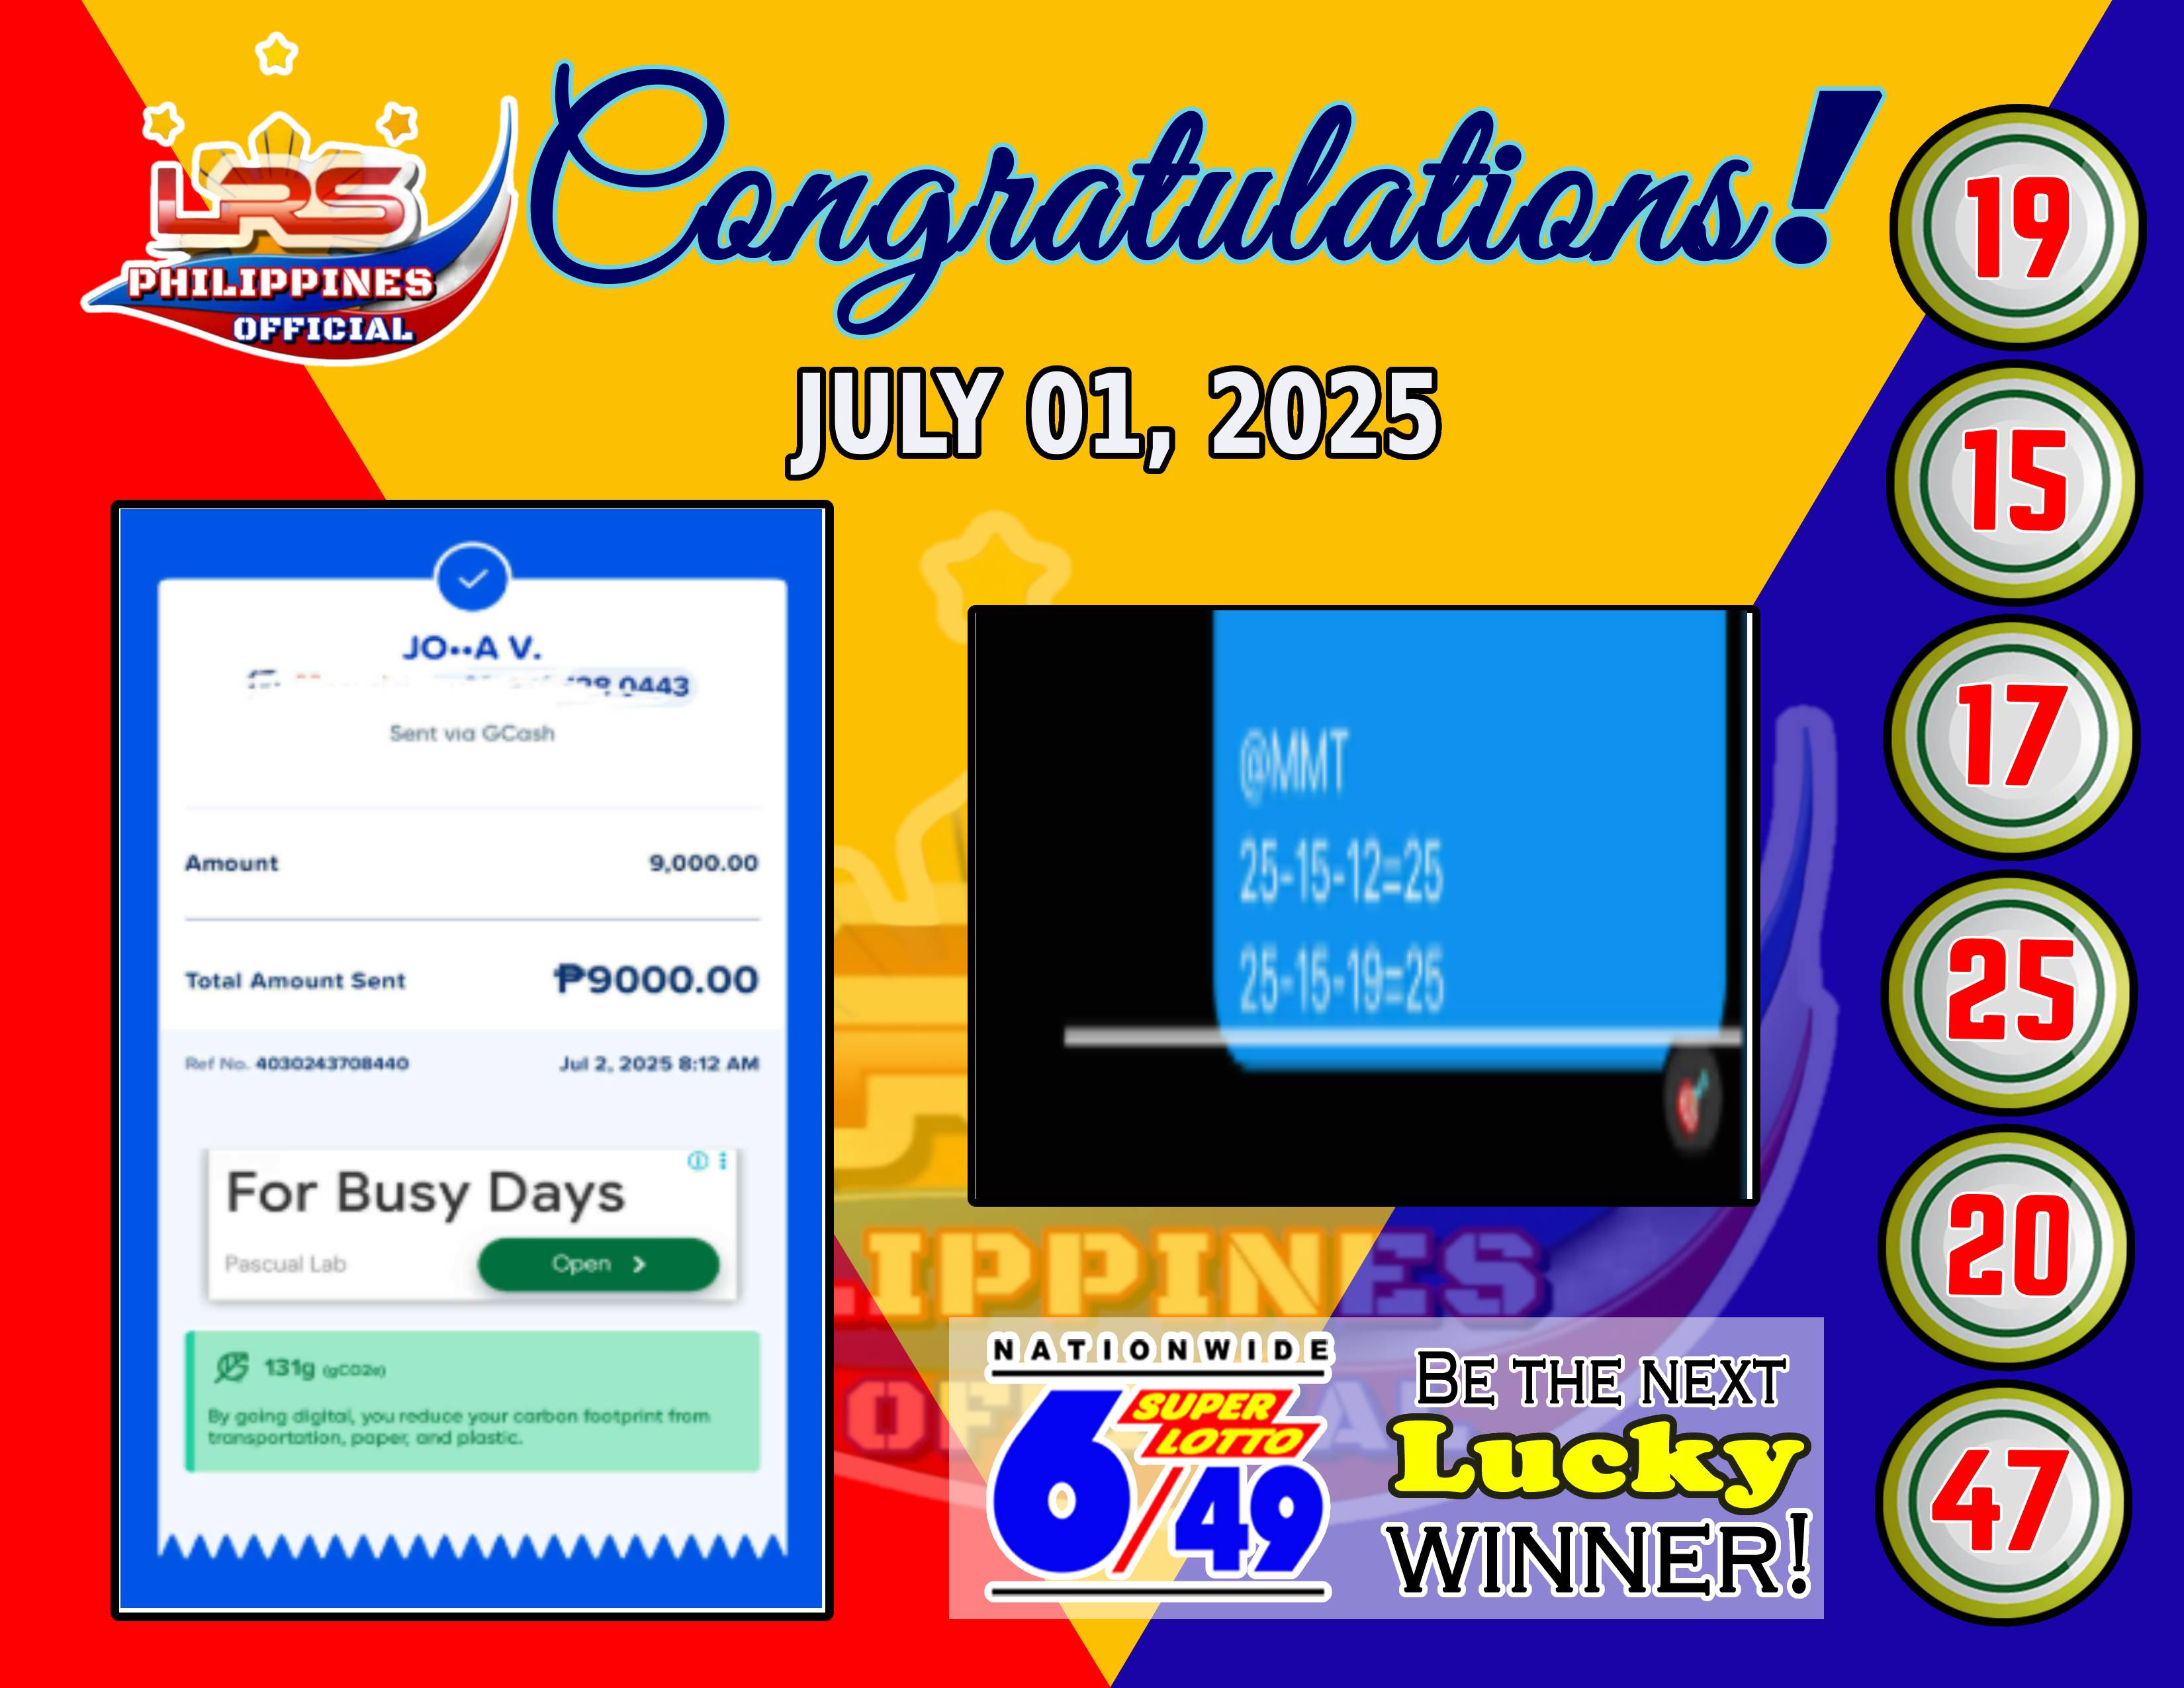 LRS
PHILIPPINES
OFFICIAL
Congratulations!
JULY 01, 2025
JO••A V.
0443
Sent via GCash
Amount 9,000.00
Total Amount Sent ₱9000.00
Ref No. 4030243708440 Jul 2, 2025 8:12 AM
For Busy Days
Pascual Lab
Open
131g (gCO2e)
By going digital, you reduce your carbon footprint from
transportation, paper, and plastic.
@MMT
25-15-12=25
25-15-19=25
IPPINES
NATIONWIDE
SUPER
LOTTO
6/49
BE THE NEXT
Lucky
WINNER!
19
15
17
25
20
47